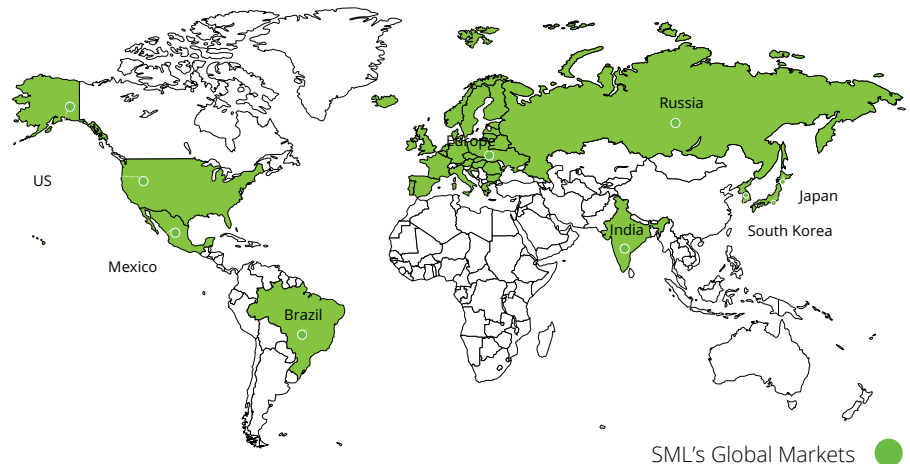 Russia
Europe
US
Japan
India
South Korea
Mexico
Brazil
SML's Global Markets